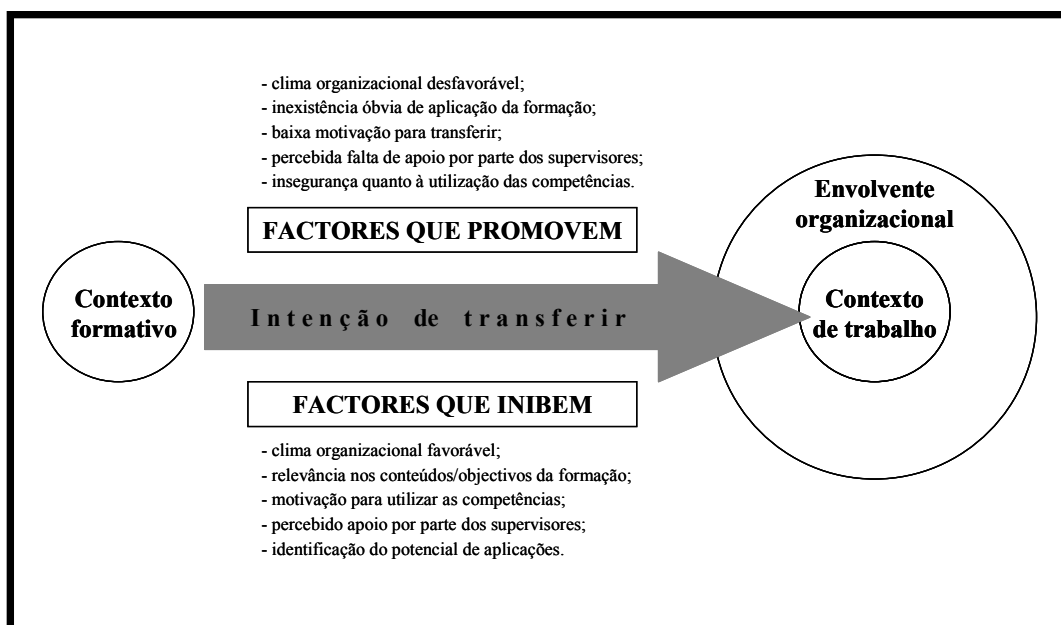 - clima organizacional desfavorável;
- inexistência óbvia de aplicação da formação;
- baixa motivação para transferir;
- percebida falta de apoio por parte dos supervisores;
- insegurança quanto à utilização das competências.
FACTORES QUE PROMOVEM
Contexto
formativo
Intenção de transferir
Envolvente
organizacional
Contexto
de trabalho
FACTORES QUE INIBEM
- clima organizacional favorável;
- relevância nos conteúdos/objectivos da formação;
- motivação para utilizar as competências;
- percebido apoio por parte dos supervisores;
- identificação do potencial de aplicações.